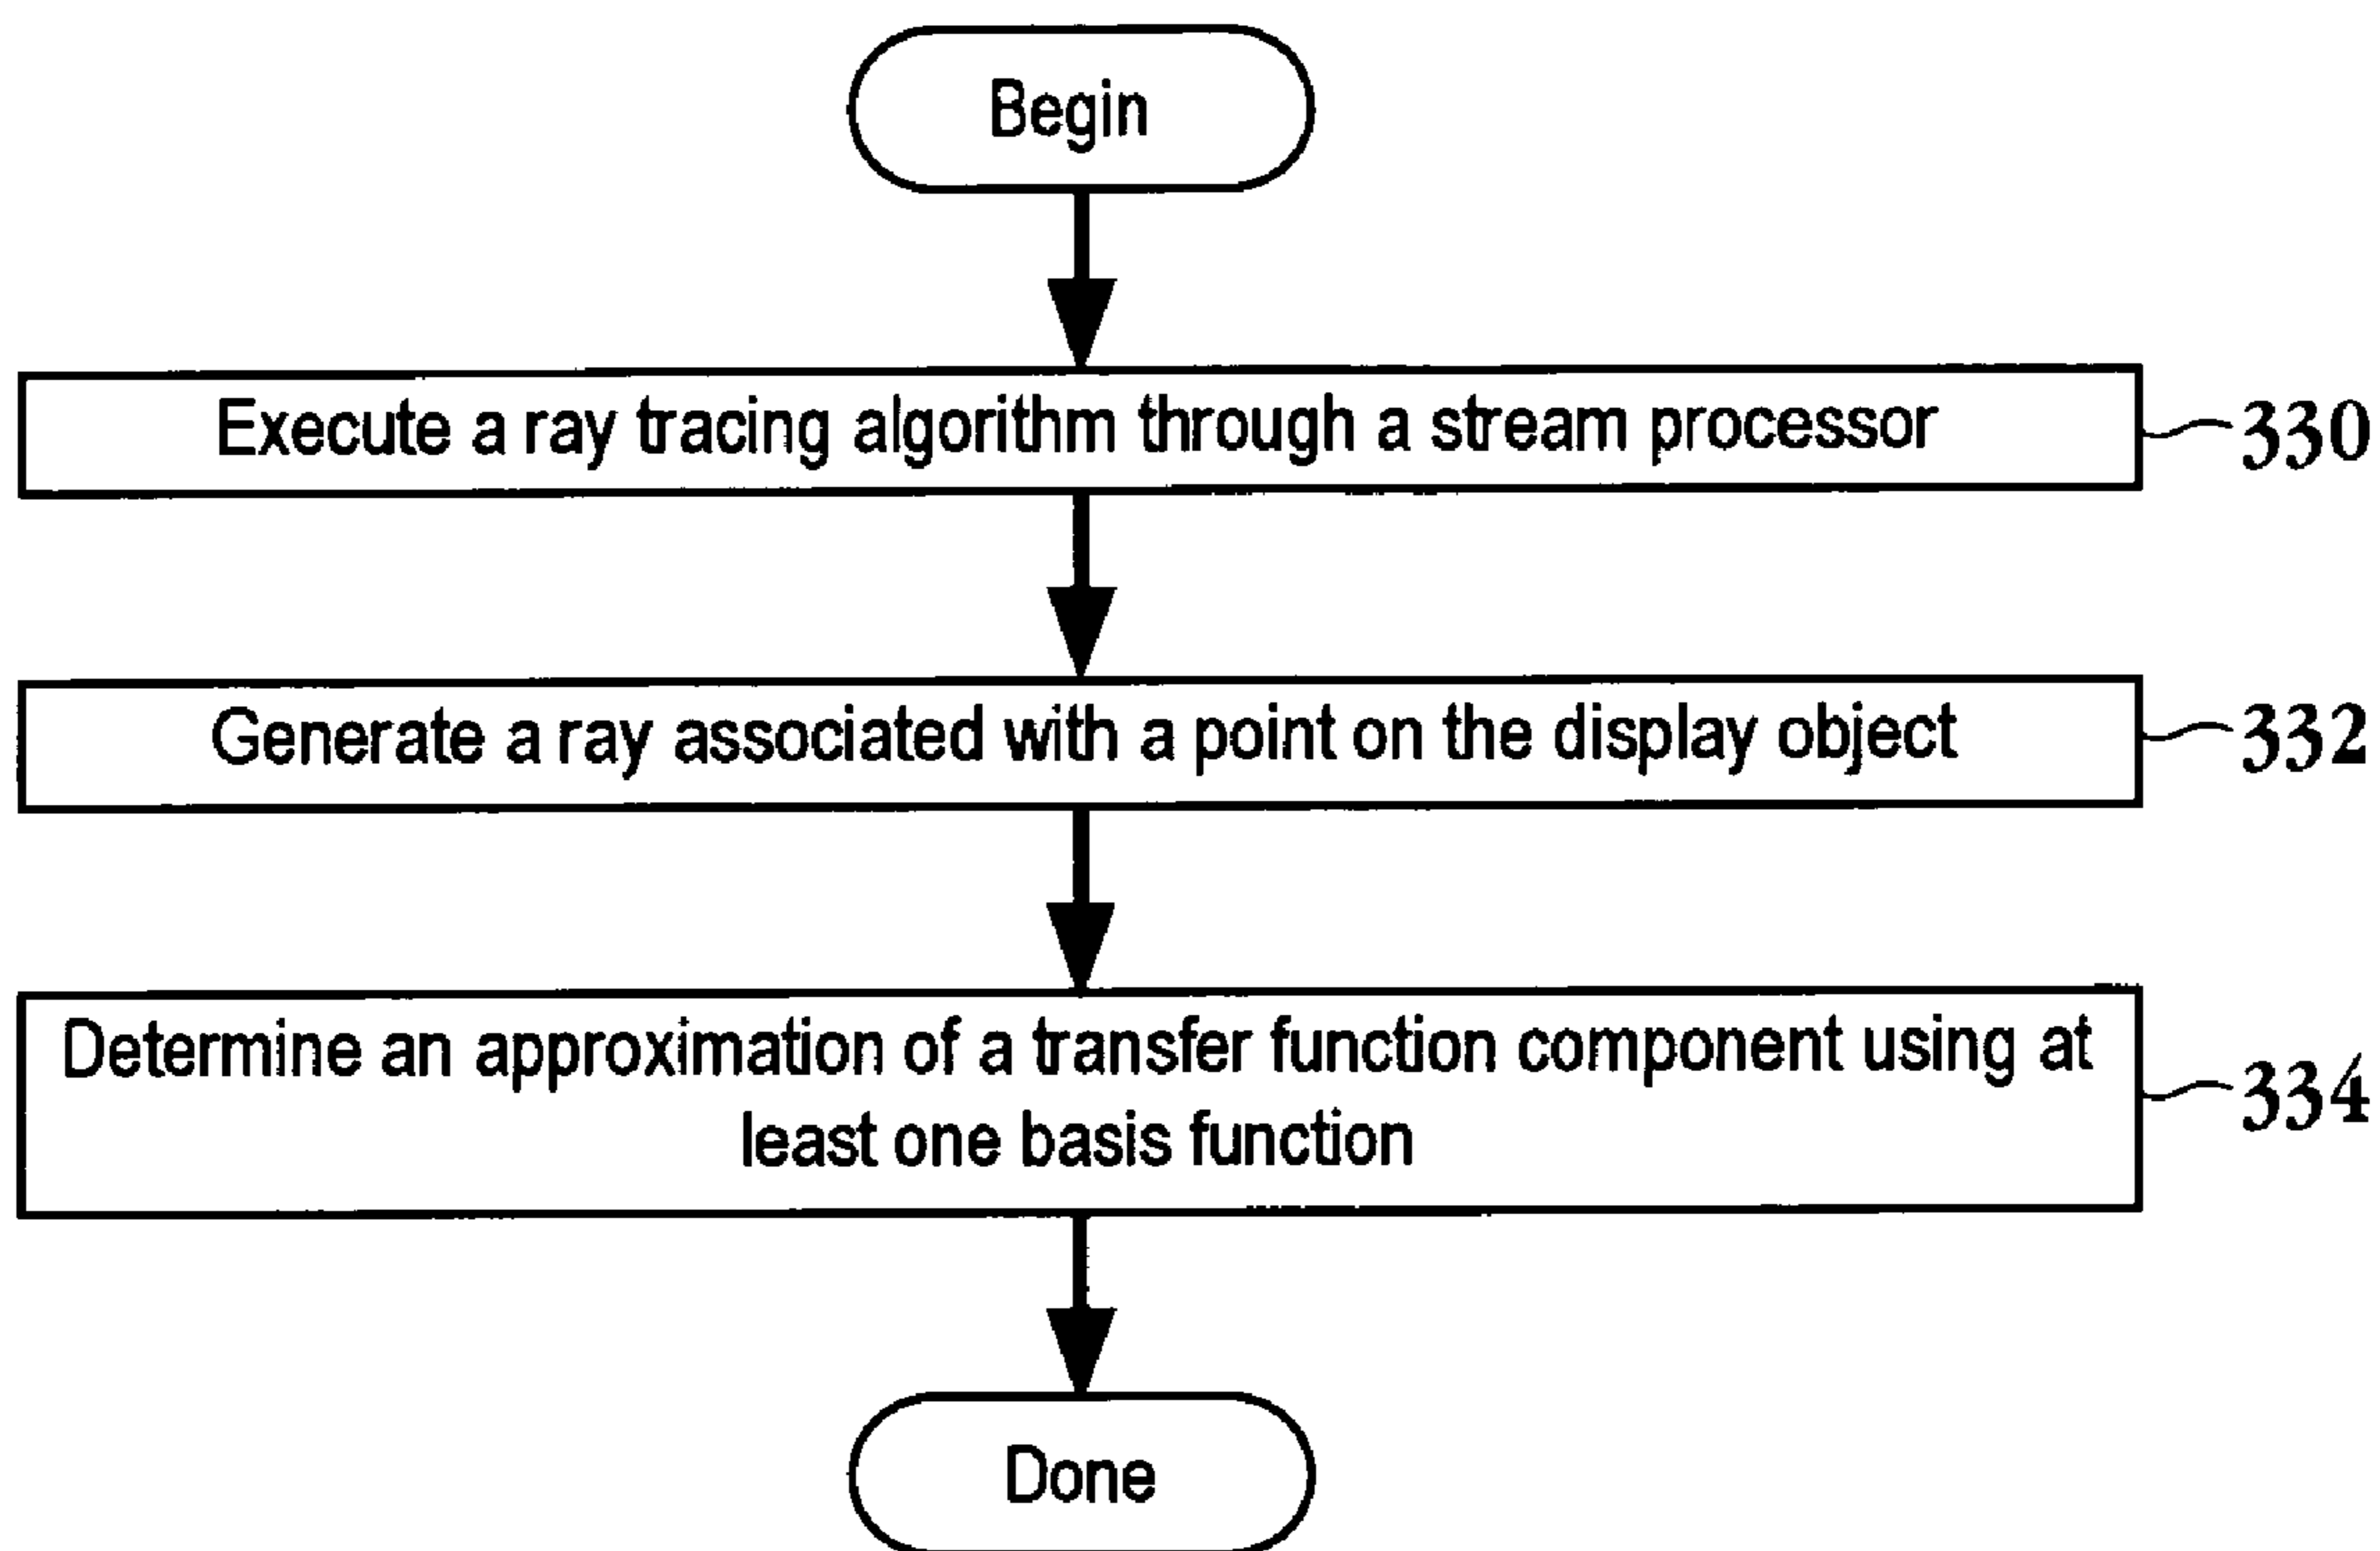 Begin
Execute a ray tracing algorithm through a stream processor
330
Generate a ray associated with a point on the display object
332
Determine an approximation of a transfer function component using at
least one basis function
334
Done